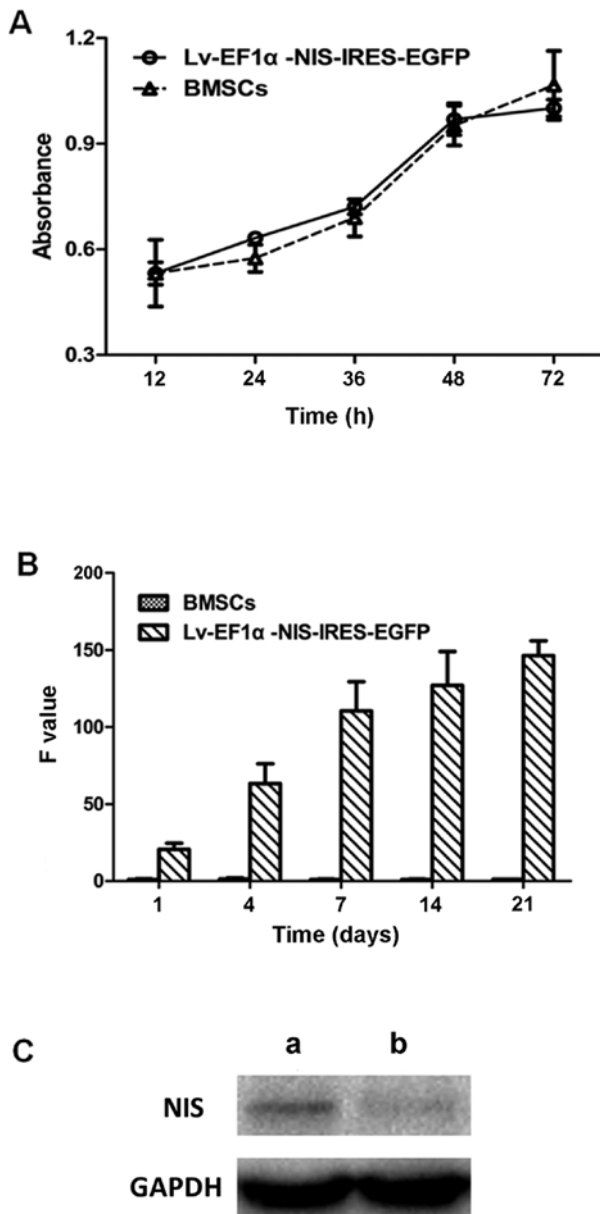 A
1.2
Lv-EF1α -NIS-IRES-EGFP
BMSCs
0.9
Absorbance
0.6
0.3
12 24 36 48 72
Time (h)
B
200
BMSCs
Lv-EF1α -NIS-IRES-EGFP
150
F value
100
50
0
1 4 7 14 21
Time (days)
C
a b
NIS
GAPDH